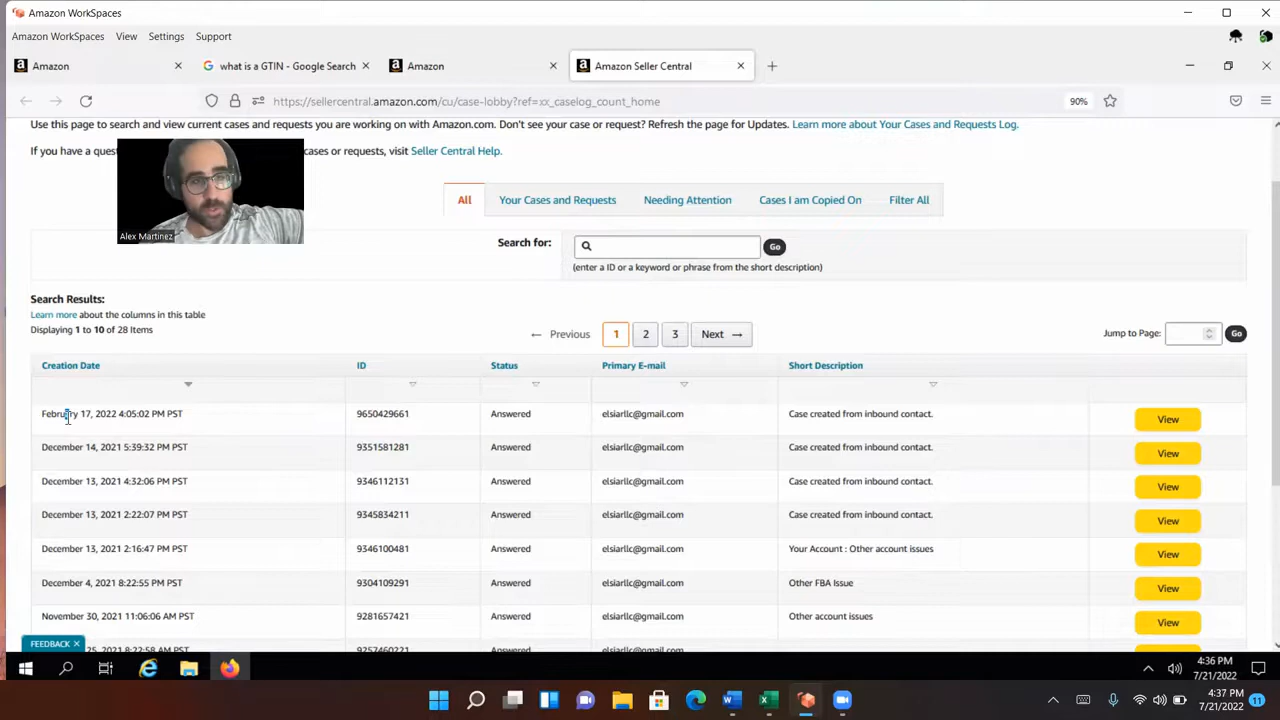 Amazon WorkSpaces
Amazon WorkSpaces View Settings Support
Amazon
what is a GTIN - Google Search
Amazon
Amazon Seller Central
https://sellercentral.amazon.com/cu/case-lobby?ref=xx_caselog_count_home
90%
Use this page to search and view current cases and requests you are working on with Amazon.com. Don't see your case or request? Refresh the page for Updates. Learn more about Your Cases and Requests Log.
If you have a quest cases or requests, visit Seller Central Help.
Alex Martinez
All Your Cases and Requests Needing Attention Cases I am Copied On Filter All
Search for: Go
(enter a ID or a keyword or phrase from the short description)
Search Results:
Learn more about the columns in this table
Displaying 1 to 10 of 28 Items
← Previous 1 2 3 Next →
Jump to Page: Go
Creation Date ID Status Primary E-mail Short Description
February 17, 2022 4:05:02 PM PST 9650429661 Answered elsiarllc@gmail.com Case created from inbound contact. View
December 14, 2021 5:39:32 PM PST 9351581281 Answered elsiarllc@gmail.com Case created from inbound contact. View
December 13, 2021 4:32:06 PM PST 9346112131 Answered elsiarllc@gmail.com Case created from inbound contact. View
December 13, 2021 2:22:07 PM PST 9345834211 Answered elsiarllc@gmail.com Case created from inbound contact. View
December 13, 2021 2:16:47 PM PST 9346100481 Answered elsiarllc@gmail.com Your Account : Other account issues View
December 4, 2021 8:22:55 PM PST 9304109291 Answered elsiarllc@gmail.com Other FBA Issue View
November 30, 2021 11:06:06 AM PST 9281657421 Answered elsiarllc@gmail.com Other account issues View
FEEDBACK
25, 2021 8:22:58 AM PST 9257460221
4:36 PM
7/21/2022
4:37 PM
7/21/2022
11